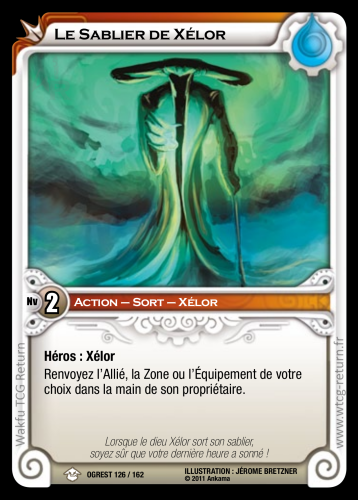 Le Sablier de Xélor
Nv 2 Action – Sort – Xélor
Héros : Xélor
Renvoyez l'Allié, la Zone ou l'Équipement de votre
choix dans la main de son propriétaire.
Lorsque le dieu Xélor sort son sablier,
soyez sûr que votre dernière heure a sonné !
OGREST 126 / 162
ILLUSTRATION : JÉROME BRETZNER
© 2011 Ankama
Wakfu TCG Return
www.wtcg-return.fr